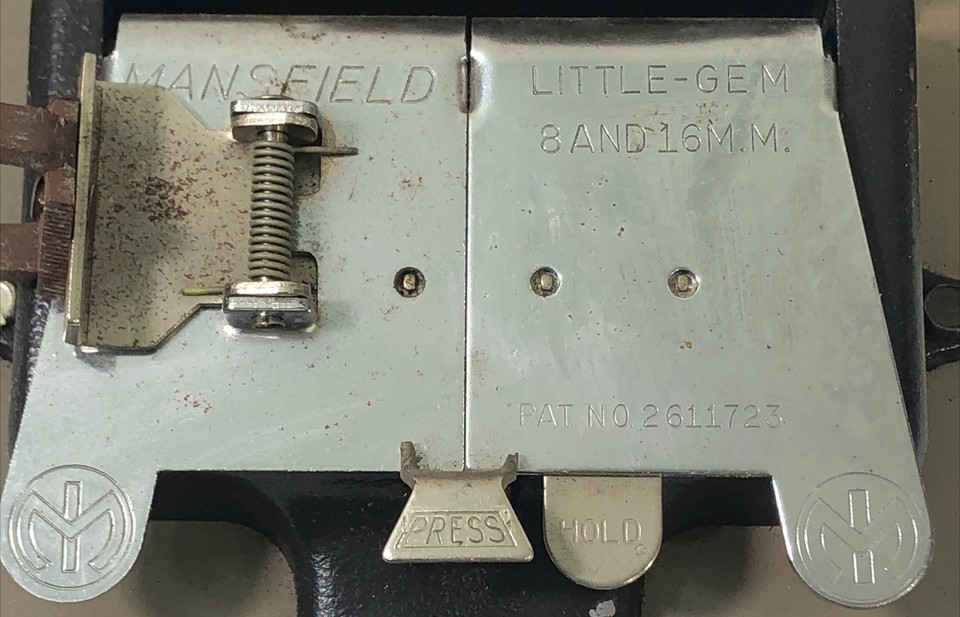 MANSFIELD
LITTLE-GEM
8 AND 16 M.M.
PAT NO. 2611723
PRESS
HOLD